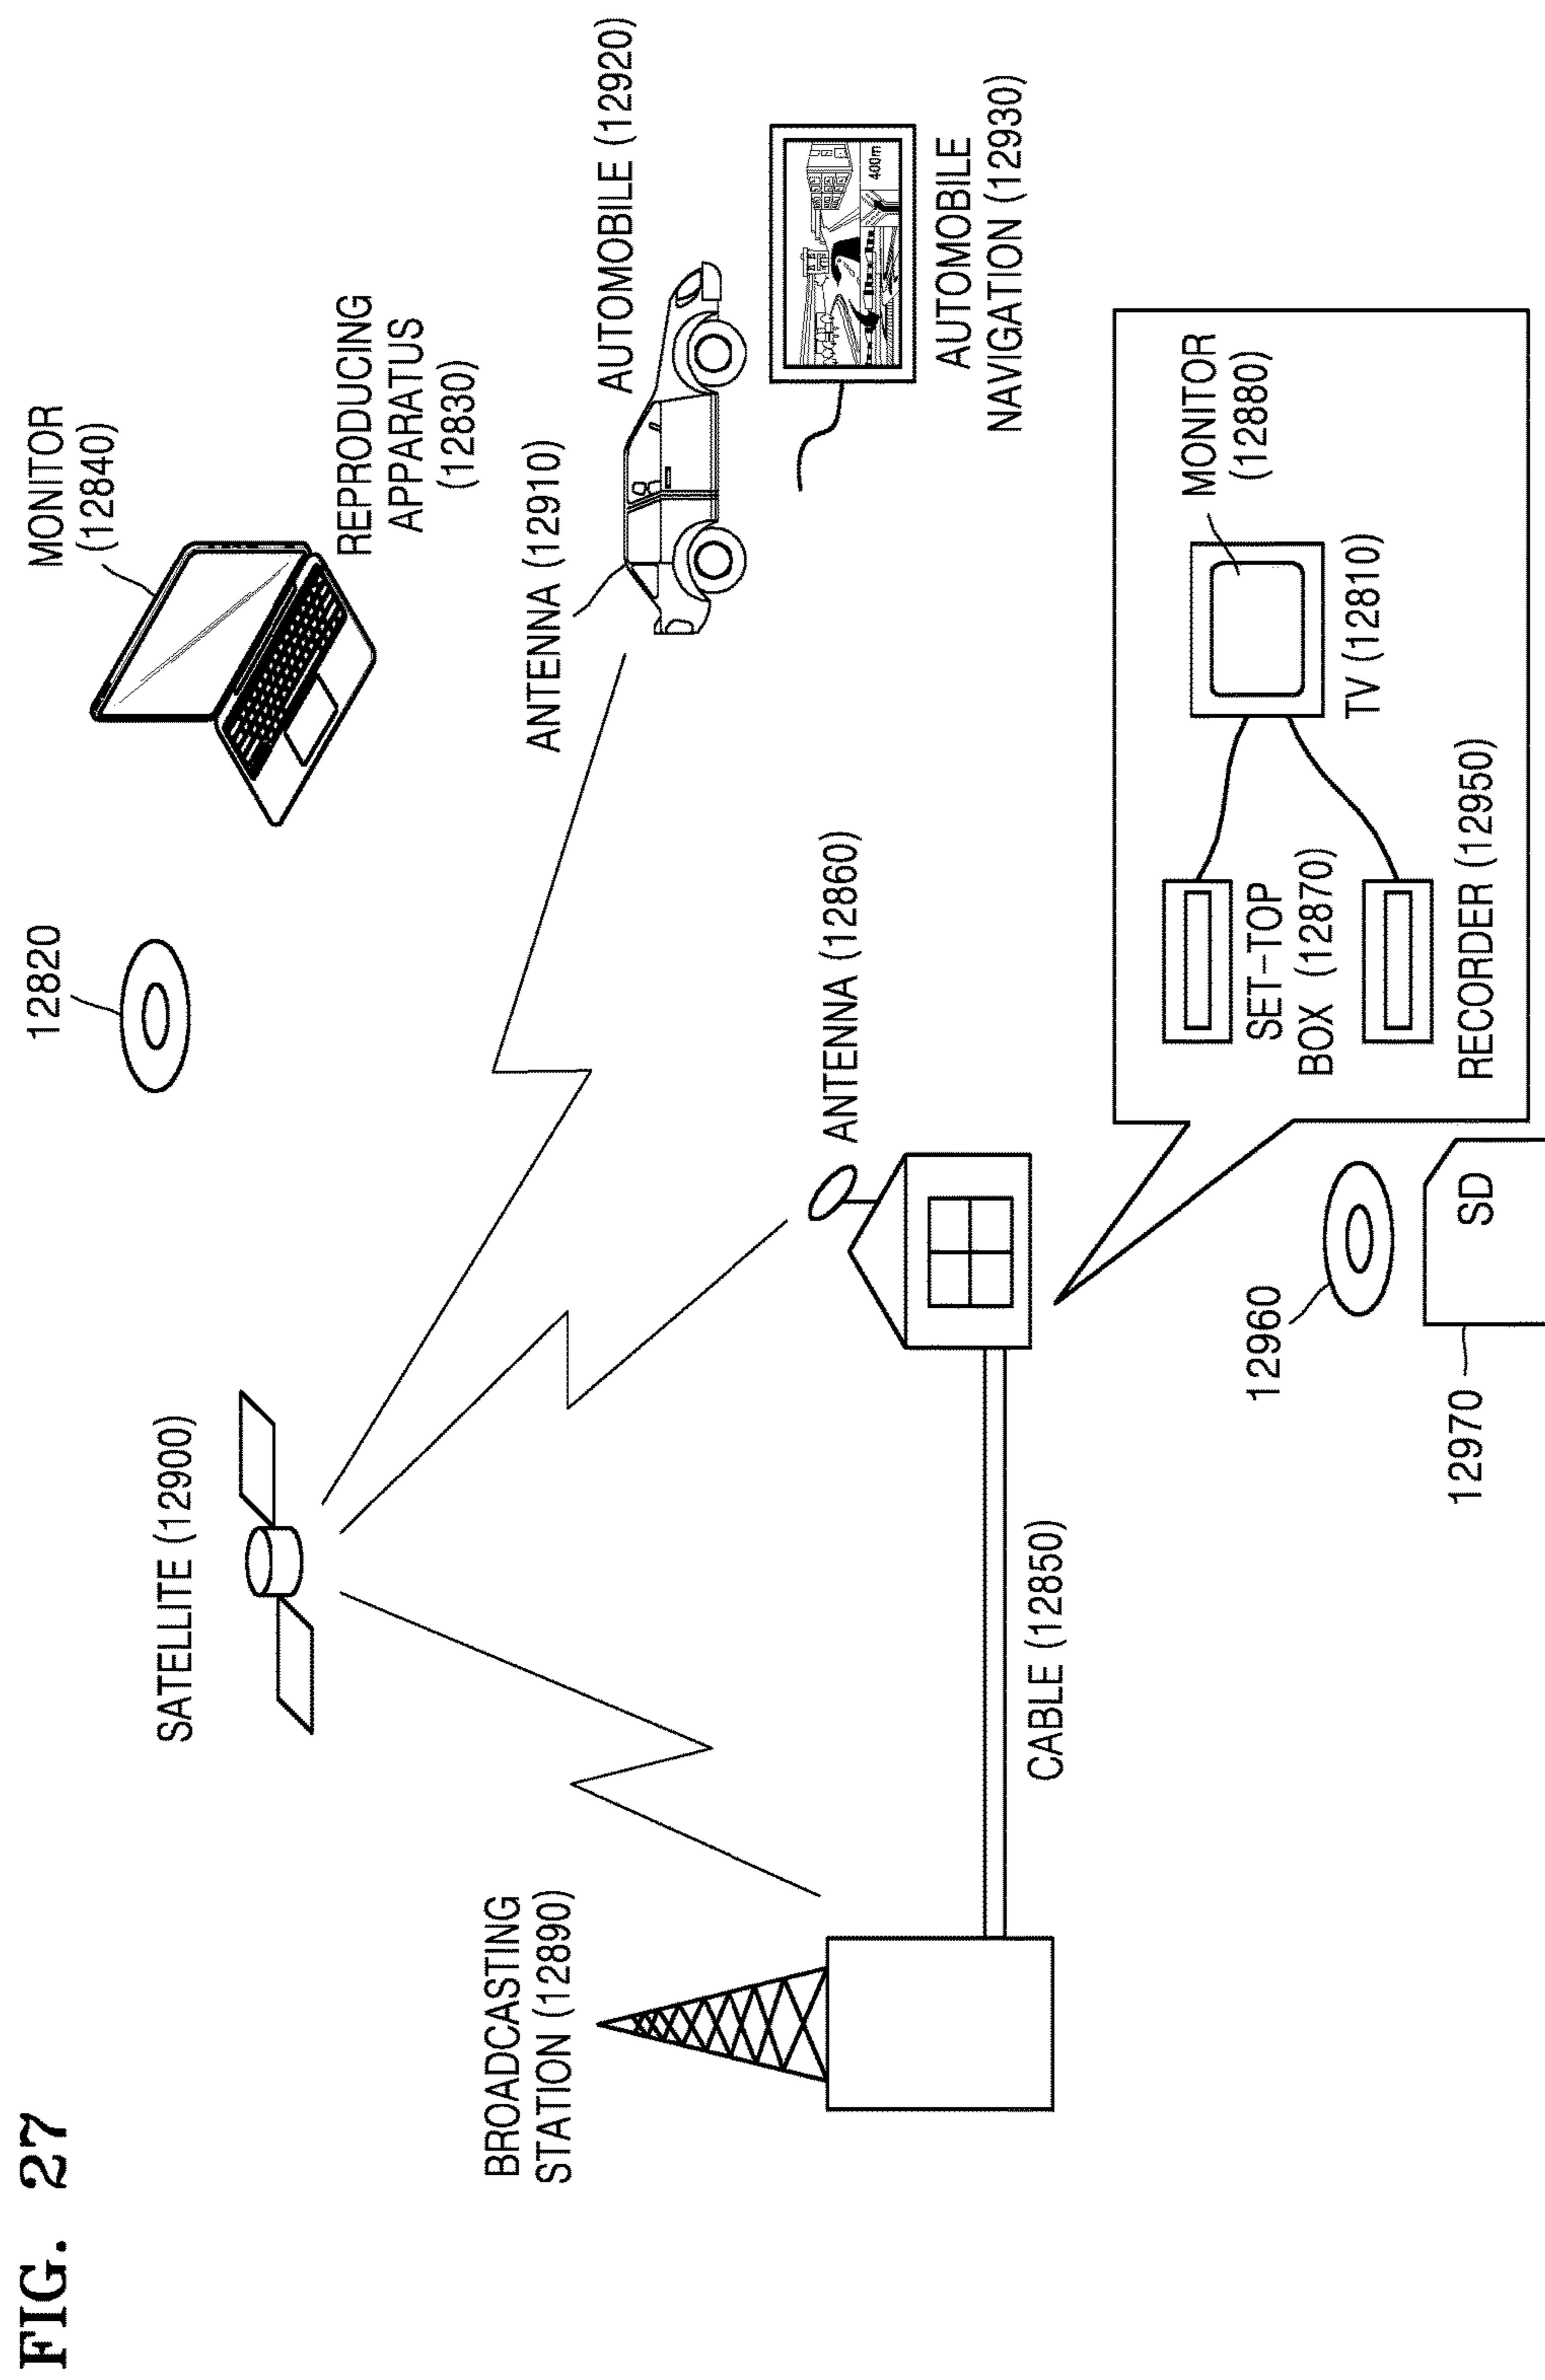 FIG. 27
12820
MONITOR
(12840)
REPRODUCING
APPARATUS
(12830)
SATELLITE (12900)
BROADCASTING
STATION (12890)
ANTENNA (12910)
AUTOMOBILE (12920)
400m
AUTOMOBILE
NAVIGATION (12930)
ANTENNA (12860)
CABLE (12850)
MONITOR
(12880)
SET-TOP
BOX (12870)
TV (12810)
RECORDER (12950)
12960
12970
SD